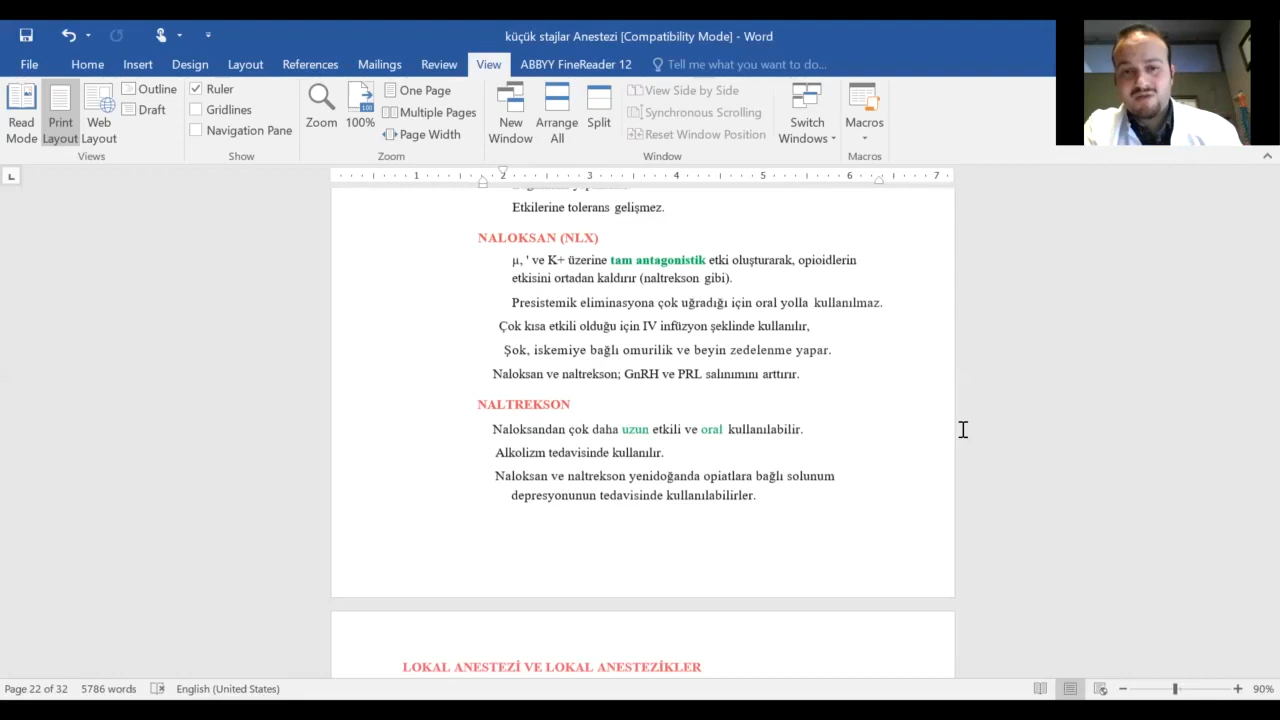 küçük stajlar Anestezi [Compatibility Mode] - Word
File Home Insert Design Layout References Mailings Review View ABBYY FineReader 12 Tell me what you want to do...
Read Mode
Print Layout
Web Layout
Outline
Draft
Views
Ruler
Gridlines
Navigation Pane
Show
Zoom
100%
One Page
Multiple Pages
Page Width
Zoom
New Window
Arrange All
Split
View Side by Side
Synchronous Scrolling
Reset Window Position
Window
Switch Windows
Macros
Macros
1 2 3 4 5 6 7
Etkilerine tolerans gelişmez.
NALOKSAN (NLX)
µ, ' ve K+ üzerine tam antagonistik etki oluşturarak, opioidlerin
etkisini ortadan kaldırır (naltrekson gibi).
Presistemik eliminasyona çok uğradığı için oral yolla kullanılmaz.
Çok kısa etkili olduğu için IV infüzyon şeklinde kullanılır,
Şok, iskemiye bağlı omurilik ve beyin zedelenme yapar.
Naloksan ve naltrekson; GnRH ve PRL salınımını arttırır.
NALTREKSON
Naloksandan çok daha uzun etkili ve oral kullanılabilir.
Alkolizm tedavisinde kullanılır.
Naloksan ve naltrekson yenidoğanda opiatlara bağlı solunum
depresyonunun tedavisinde kullanılabilirler.
LOKAL ANESTEZİ VE LOKAL ANESTEZİKLER
Page 22 of 32 5786 words English (United States) 90%